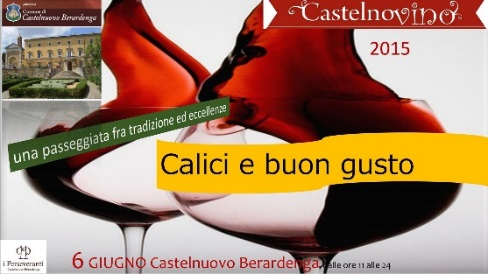 Comune di
Castelnuovo Berardenga
CastelnoVino
2015
una passeggiata fra tradizione ed eccellenze
Calici e buon gusto
i Perseveranti
6 GIUGNO Castelnuovo Berardenga, dalle ore 11 alle 24